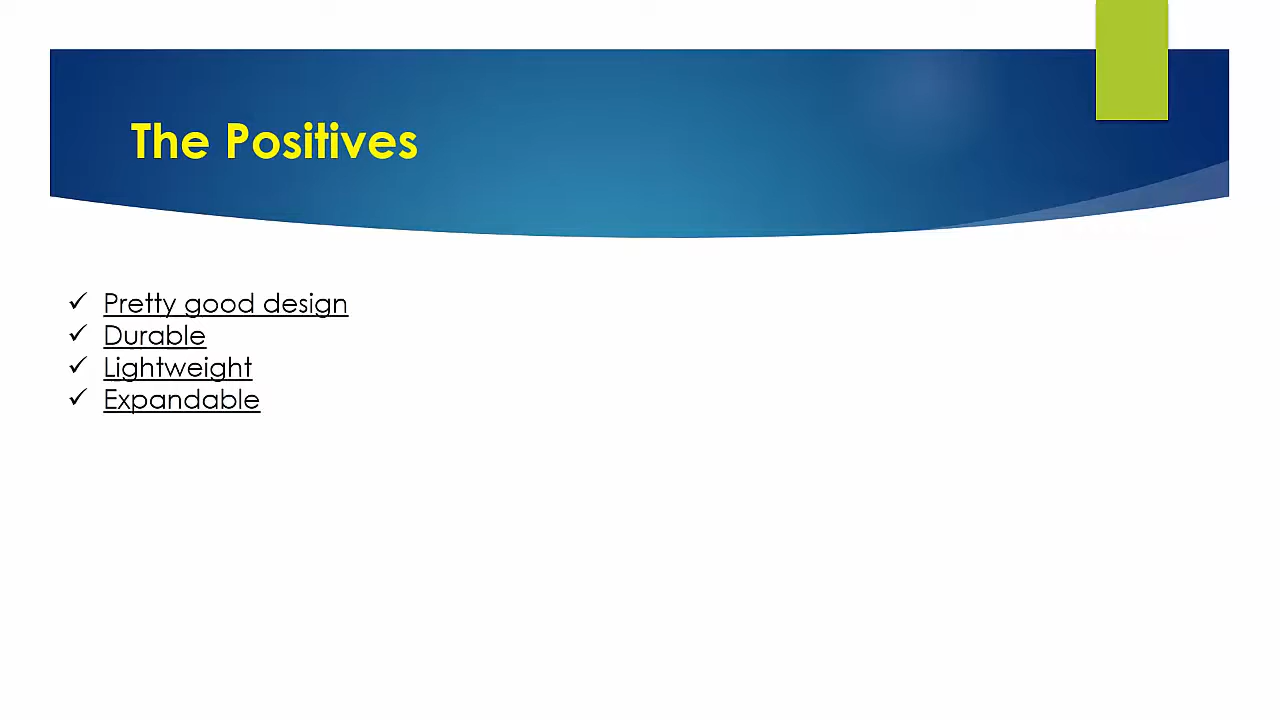 The Positives
✓ Pretty good design
✓ Durable
✓ Lightweight
✓ Expandable